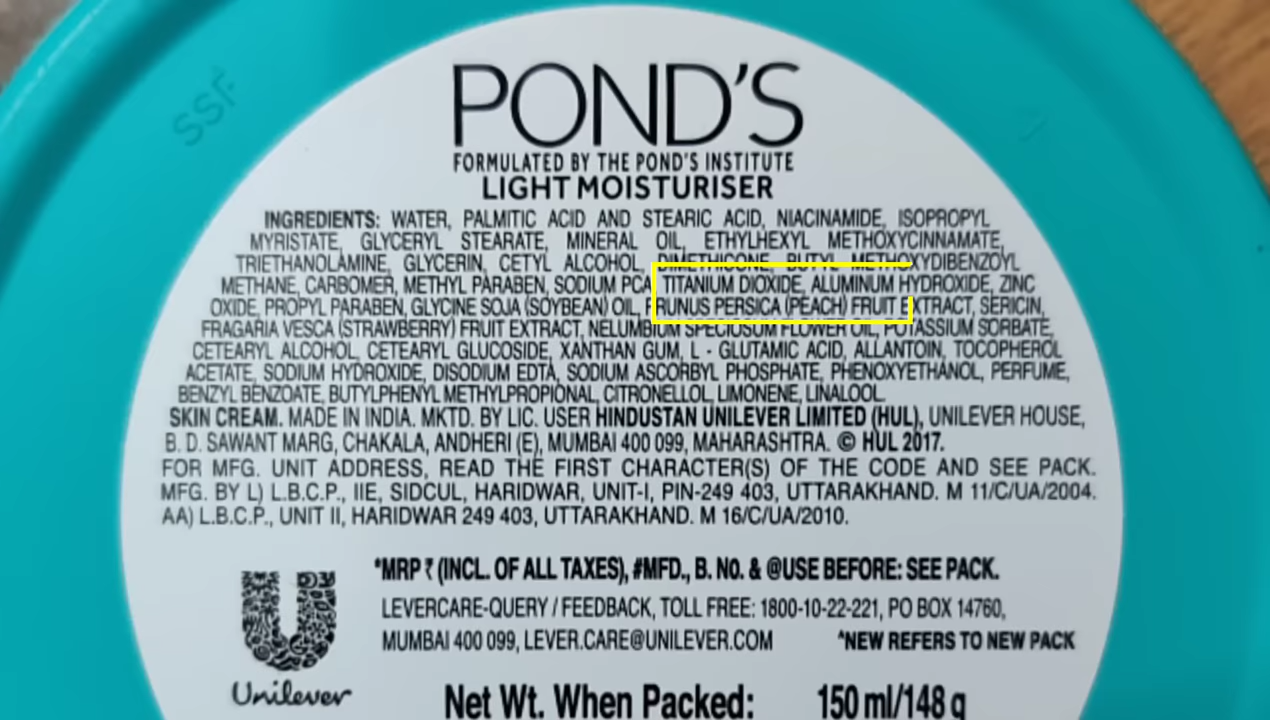 SSF
POND'S
FORMULATED BY THE POND'S INSTITUTE
LIGHT MOISTURISER
INGREDIENTS: WATER, PALMITIC ACID AND STEARIC ACID, NIACINAMIDE, ISOPROPYL
MYRISTATE, GLYCERYL STEARATE, MINERAL OIL, ETHYLHEXYL METHOXYCINNAMATE,
TRIETHANOLAMINE, GLYCERIN, CETYL ALCOHOL, DIMETHICONE, BUTYL METHOXYDIBENZOYL
METHANE, CARBOMER, METHYL PARABEN, SODIUM PCA, TITANIUM DIOXIDE, ALUMINUM HYDROXIDE, ZINC
OXIDE, PROPYL PARABEN, GLYCINE SOJA (SOYBEAN) OIL, PRUNUS PERSICA (PEACH) FRUIT EXTRACT, SERICIN,
FRAGARIA VESCA (STRAWBERRY) FRUIT EXTRACT, NELUMBIUM SPECIOSUM FLOWER OIL, POTASSIUM SORBATE,
CETEARYL ALCOHOL, CETEARYL GLUCOSIDE, XANTHAN GUM, L - GLUTAMIC ACID, ALLANTOIN, TOCOPHEROL
ACETATE, SODIUM HYDROXIDE, DISODIUM EDTA, SODIUM ASCORBYL PHOSPHATE, PHENOXYETHANOL, PERFUME,
BENZYL BENZOATE, BUTYLPHENYL METHYLPROPIONAL, CITRONELLOL, LIMONENE, LINALOOL.
SKIN CREAM. MADE IN INDIA. MKTD. BY LIC. USER HINDUSTAN UNILEVER LIMITED (HUL), UNILEVER HOUSE,
B. D. SAWANT MARG, CHAKALA, ANDHERI (E), MUMBAI 400 099, MAHARASHTRA. © HUL 2017.
FOR MFG. UNIT ADDRESS, READ THE FIRST CHARACTER(S) OF THE CODE AND SEE PACK.
MFG. BY L) L.B.C.P., IIE, SIDCUL, HARIDWAR, UNIT-I, PIN-249 403, UTTARAKHAND. M 11/C/UA/2004.
AA) L.B.C.P., UNIT II, HARIDWAR 249 403, UTTARAKHAND. M 16/C/UA/2010.
*MRP ₹ (INCL. OF ALL TAXES), #MFD., B. No. & @USE BEFORE: SEE PACK.
LEVERCARE-QUERY / FEEDBACK, TOLL FREE: 1800-10-22-221, PO BOX 14760,
MUMBAI 400 099, LEVER.CARE@UNILEVER.COM ^NEW REFERS TO NEW PACK
Unilever
Net Wt. When Packed: 150 ml/148 g